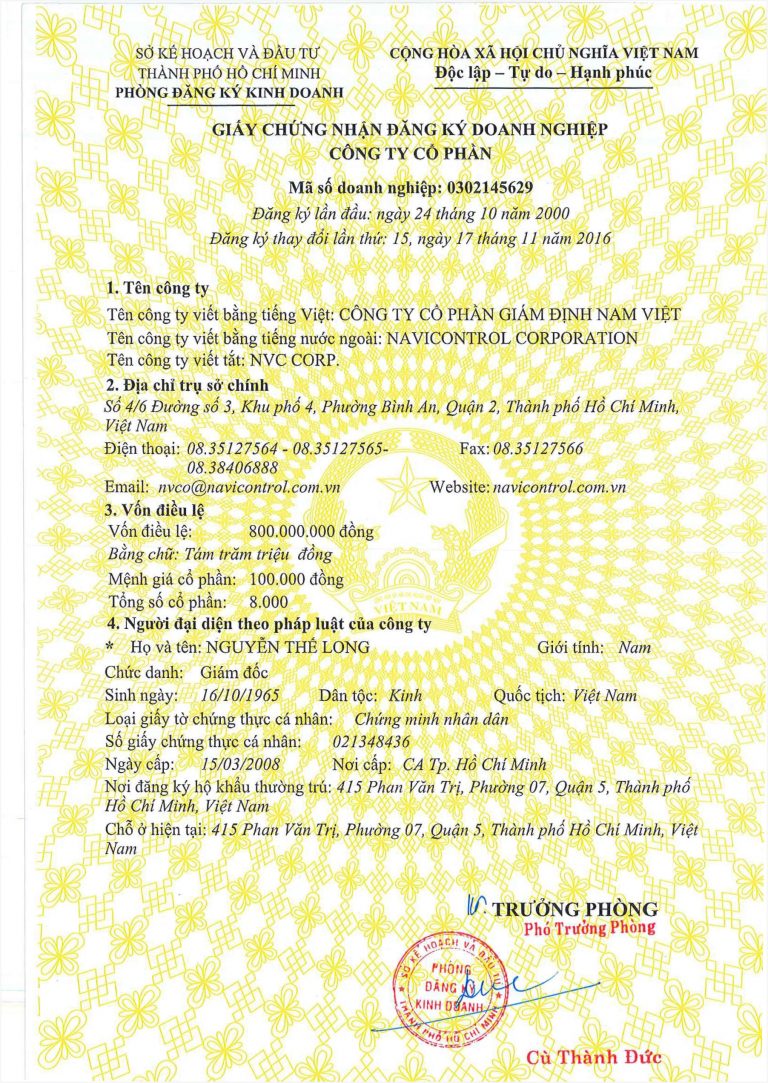 SỞ KẾ HOẠCH VÀ ĐẦU TƯ
THÀNH PHỐ HỒ CHÍ MINH
PHÒNG ĐĂNG KÝ KINH DOANH
CỘNG HÒA XÃ HỘI CHỦ NGHĨA VIỆT NAM
Độc lập – Tự do – Hạnh phúc
GIẤY CHỨNG NHẬN ĐĂNG KÝ DOANH NGHIỆP
CÔNG TY CỔ PHẦN
Mã số doanh nghiệp: 0302145629
Đăng ký lần đầu: ngày 24 tháng 10 năm 2000
Đăng ký thay đổi lần thứ: 15, ngày 17 tháng 11 năm 2016
1. Tên công ty
Tên công ty viết bằng tiếng Việt: CÔNG TY CỔ PHẦN GIÁM ĐỊNH NAM VIỆT
Tên công ty viết bằng tiếng nước ngoài: NAVICONTROL CORPORATION
Tên công ty viết tắt: NVC CORP.
2. Địa chỉ trụ sở chính
Số 4/6 Đường số 3, Khu phố 4, Phường Bình An, Quận 2, Thành phố Hồ Chí Minh,
Việt Nam
Điện thoại: 08.35127564 - 08.35127565- Fax: 08.35127566
08.38406888
Email: nvco@navicontrol.com.vn Website: navicontrol.com.vn
3. Vốn điều lệ
Vốn điều lệ: 800.000.000 đồng
Bằng chữ: Tám trăm triệu đồng
Mệnh giá cổ phần: 100.000 đồng
Tổng số cổ phần: 8.000
VIỆT NAM
4. Người đại diện theo pháp luật của công ty
* Họ và tên: NGUYỄN THẾ LONG Giới tính: Nam
Chức danh: Giám đốc
Sinh ngày: 16/10/1965 Dân tộc: Kinh Quốc tịch: Việt Nam
Loại giấy tờ chứng thực cá nhân: Chứng minh nhân dân
Số giấy chứng thực cá nhân: 021348436
Ngày cấp: 15/03/2008 Nơi cấp: CA Tp. Hồ Chí Minh
Nơi đăng ký hộ khẩu thường trú: 415 Phan Văn Trị, Phường 07, Quận 5, Thành phố
Hồ Chí Minh, Việt Nam
Chỗ ở hiện tại: 415 Phan Văn Trị, Phường 07, Quận 5, Thành phố Hồ Chí Minh, Việt
Nam
TRƯỞNG PHÒNG
Phó Trưởng Phòng
SỞ KẾ HOẠCH VÀ ĐẦU TƯ
PHÒNG
ĐĂNG KÝ
KINH DOANH
THÀNH PHỐ HỒ CHÍ MINH
Cù Thành Đức